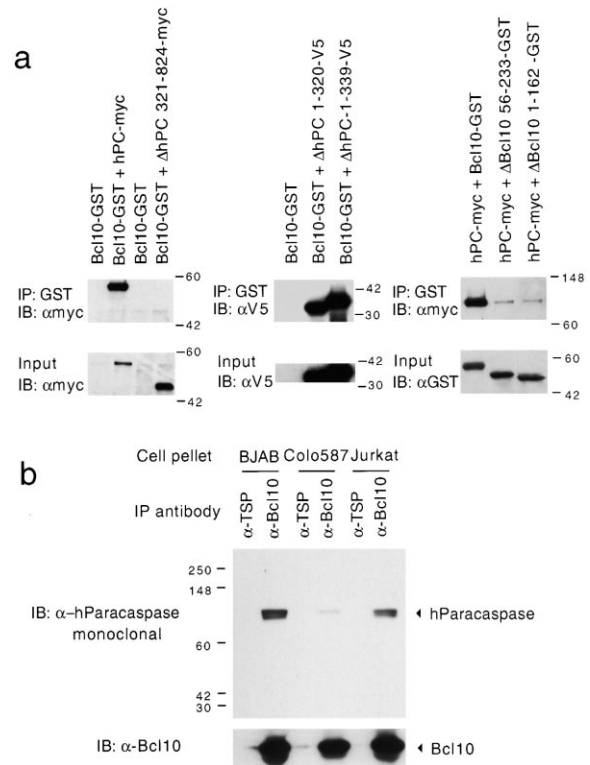 a
Bcl10-GST
Bcl10-GST + hPC-myc
Bcl10-GST
Bcl10-GST + ΔhPC 321-824-myc
IP: GST
IB: αmyc
60
42
Input
IB: αmyc
60
42
Bcl10-GST
Bcl10-GST + ΔhPC 1-320-V5
Bcl10-GST + ΔhPC-1-339-V5
IP: GST
IB: αV5
42
30
Input
IB: αV5
42
30
hPC-myc + Bcl10-GST
hPC-myc + ΔBcl10 56-233-GST
hPC-myc + ΔBcl10 1-162 -GST
IP: GST
IB: αmyc
148
60
Input
IB: αGST
60
42
b
Cell pellet
BJAB Colo587 Jurkat
IP antibody
α-TSP
α-Bcl10
α-TSP
α-Bcl10
α-TSP
α-Bcl10
250
148
60
42
30
IB: α–hParacaspase
monoclonal
hParacaspase
IB: α-Bcl10
Bcl10